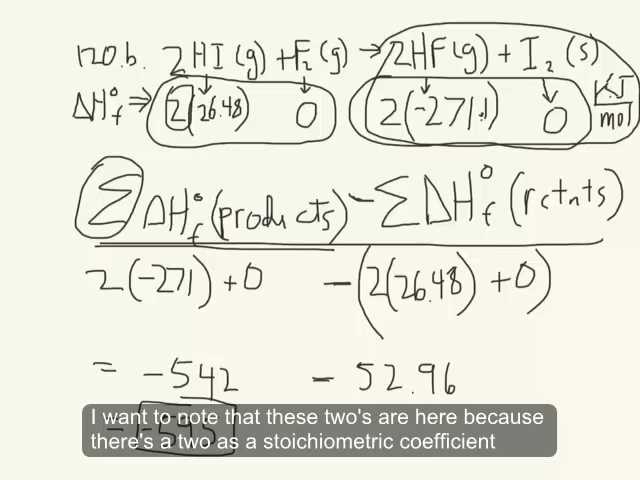 120.b. 2HI(g) + F₂(g) → 2HF(g) + I₂(s)
ΔH°f ⇒ 2(26.48) 0 2(-271.1) 0 KJ/mol
Σ ΔH°f (products) - Σ ΔH°f (rctnts)
2(-271) + 0 - (2(26.48) + 0)
= -542 - 52.96
= -595
I want to note that these two's are here because
there's a two as a stoichiometric coefficient